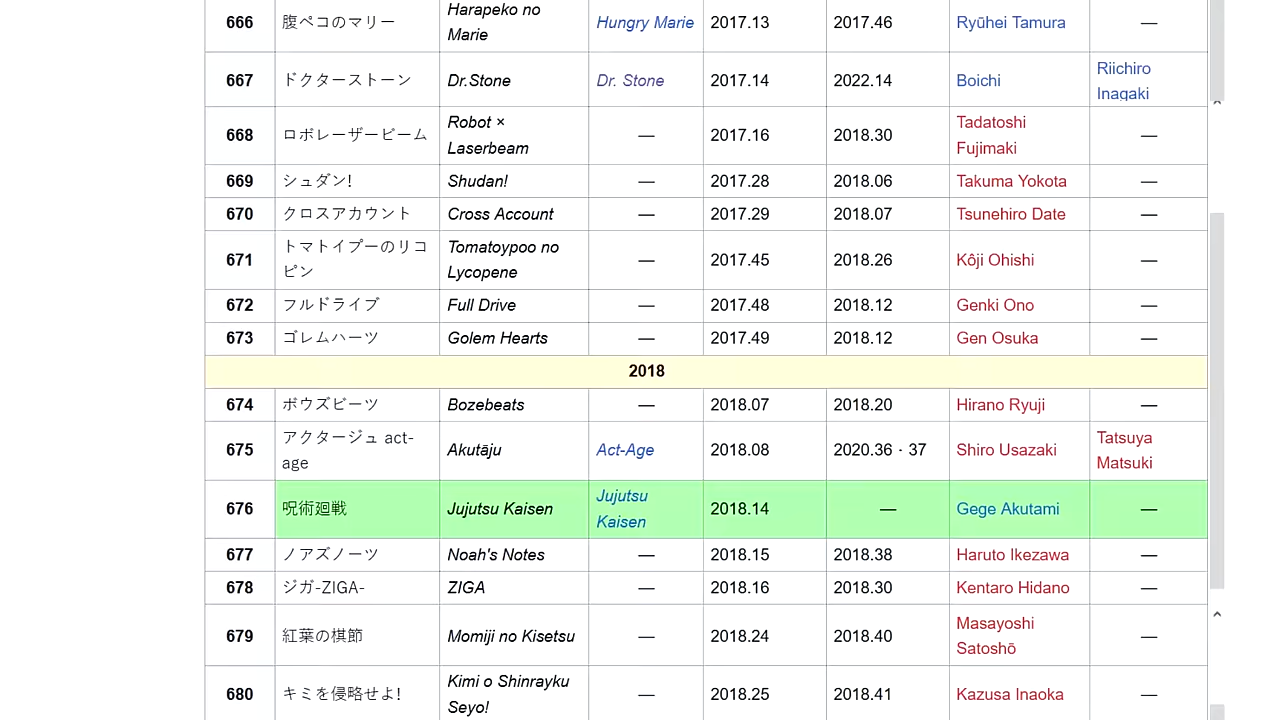 666 腹ペコのマリー Harapeko no Marie Hungry Marie 2017.13 2017.46 Ryūhei Tamura —
667 ドクターストーン Dr.Stone Dr. Stone 2017.14 2022.14 Boichi Riichiro Inagaki
668 ロボレーザービーム Robot × Laserbeam — 2017.16 2018.30 Tadatoshi Fujimaki —
669 シュダン! Shudan! — 2017.28 2018.06 Takuma Yokota —
670 クロスアカウント Cross Account — 2017.29 2018.07 Tsunehiro Date —
671 トマトイプーのリコピン Tomatoypoo no Lycopene — 2017.45 2018.26 Kôji Ohishi —
672 フルドライブ Full Drive — 2017.48 2018.12 Genki Ono —
673 ゴレムハーツ Golem Hearts — 2017.49 2018.12 Gen Osuka —
2018
674 ボウズビーツ Bozebeats — 2018.07 2018.20 Hirano Ryuji —
675 アクタージュ act-age Akutāju Act-Age 2018.08 2020.36・37 Shiro Usazaki Tatsuya Matsuki
676 呪術廻戦 Jujutsu Kaisen Jujutsu Kaisen 2018.14 — Gege Akutami —
677 ノアズノーツ Noah's Notes — 2018.15 2018.38 Haruto Ikezawa —
678 ジガ-ZIGA- ZIGA — 2018.16 2018.30 Kentaro Hidano —
679 紅葉の棋節 Momiji no Kisetsu — 2018.24 2018.40 Masayoshi Satoshō —
680 キミを侵略せよ! Kimi o Shinrayku Seyo! — 2018.25 2018.41 Kazusa Inaoka —